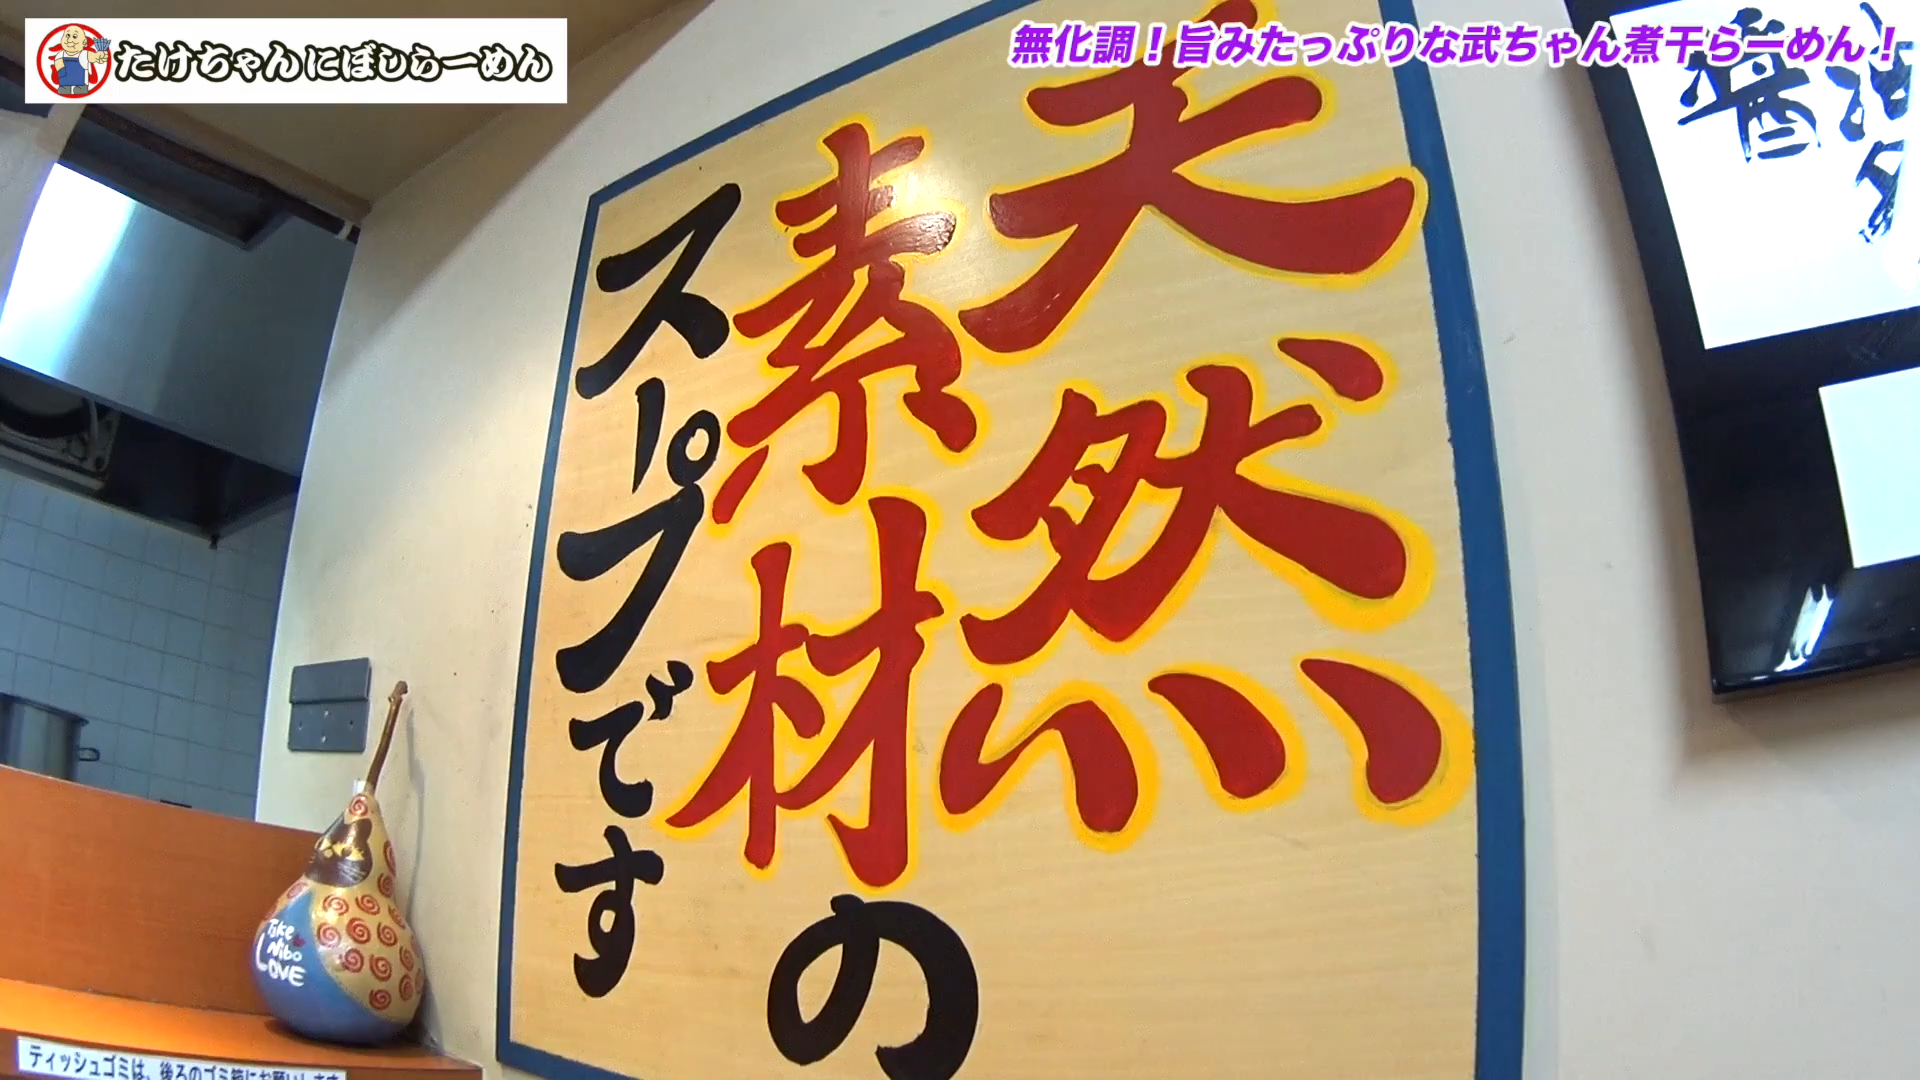 たけちゃんにぼしらーめん
無化調！旨みたっぷりな武ちゃん煮干らーめん！
天然
素材の
スープです
醤油
Take
Nibo
LOVE
ティッシュゴミは、後ろのゴミ箱にお願いします